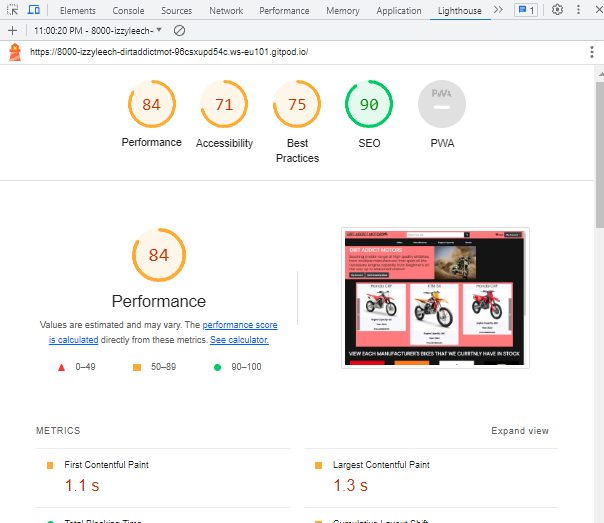 Elements Console Sources Network Performance Memory Application Lighthouse 1
11:00:20 PM - 8000-izzyleech-
https://8000-izzyleech-dirtaddictmot-96csxupd54c.ws-eu101.gitpod.io/
84 71 75 90 PWA
Performance Accessibility Best Practices SEO PWA
84
Performance
Values are estimated and may vary. The performance score
is calculated directly from these metrics. See calculator.
0–49 50–89 90–100
DIRT ADDICT MOTORS
DIRT ADDICT MOTORS
Honda CRF KTM SX Honda CRF
VIEW EACH MANUFACTURER'S BIKES THAT WE CURRTNLY HAVE IN STOCK
METRICS Expand view
First Contentful Paint Largest Contentful Paint
1.1 s 1.3 s
Total Blocking Time Cumulative Layout Shift